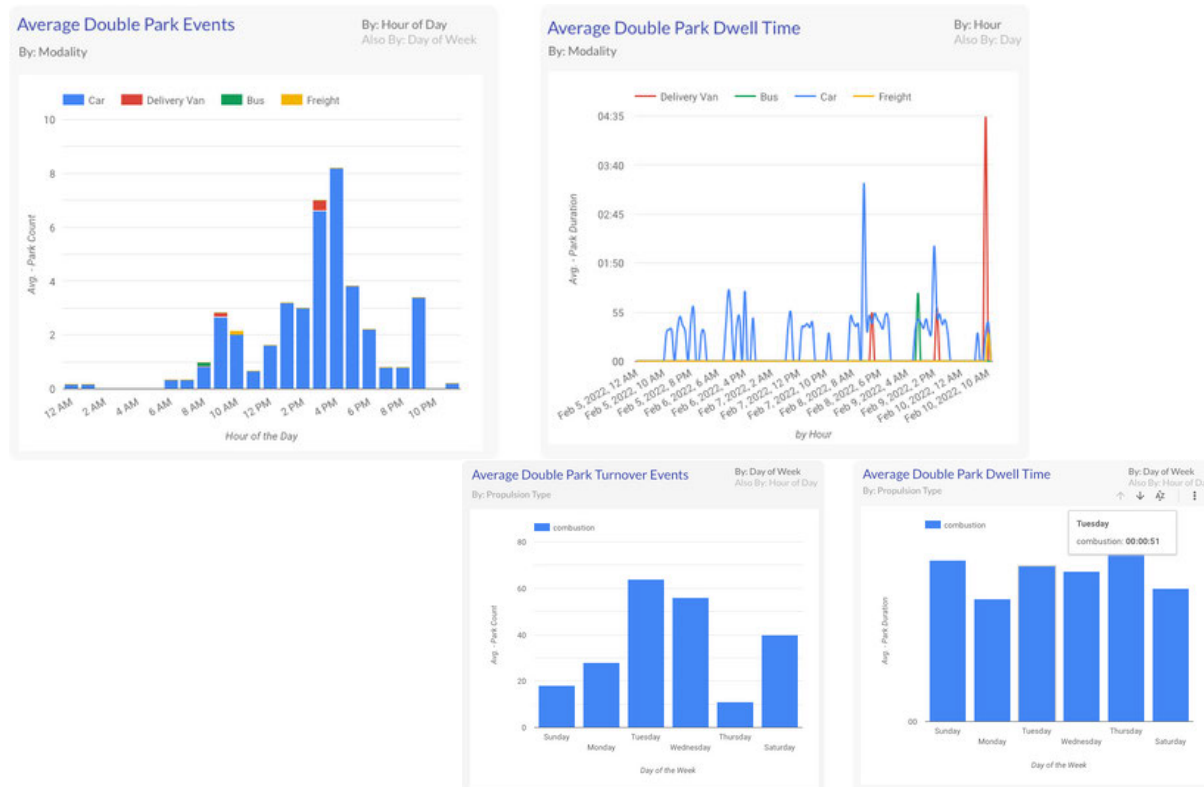 Average Double Park Events
By: Hour of Day
Also By: Day of Week
By: Modality
Car Delivery Van Bus Freight
10
8
6
4
2
0
Avg. - Park Count
12 AM 2 AM 4 AM 6 AM 8 AM 10 AM 12 PM 2 PM 4 PM 6 PM 8 PM 10 PM
Hour of the Day
Average Double Park Dwell Time
By: Hour
Also By: Day
By: Modality
Delivery Van Bus Car Freight
04:35
03:40
02:45
01:50
55
00
Avg. - Park Duration
Feb 5, 2022, 12 AM
Feb 5, 2022, 10 AM
Feb 5, 2022, 8 PM
Feb 6, 2022, 6 AM
Feb 6, 2022, 4 PM
Feb 7, 2022, 2 AM
Feb 7, 2022, 12 PM
Feb 7, 2022, 10 PM
Feb 8, 2022, 8 AM
Feb 8, 2022, 6 PM
Feb 9, 2022, 4 AM
Feb 9, 2022, 2 PM
Feb 10, 2022, 12 AM
Feb 10, 2022, 10 AM
by Hour
Average Double Park Turnover Events
By: Day of Week
Also By: Hour of Day
By: Propulsion Type
combustion
80
60
40
20
0
Avg. - Park Count
Sunday Monday Tuesday Wednesday Thursday Saturday
Day of the Week
Average Double Park Dwell Time
By: Day of Week
Also By: Hour of Da
By: Propulsion Type
combustion
Tuesday
combustion: 00:00:51
00
Avg. - Park Duration
Sunday Monday Tuesday Wednesday Thursday Saturday
Day of the Week